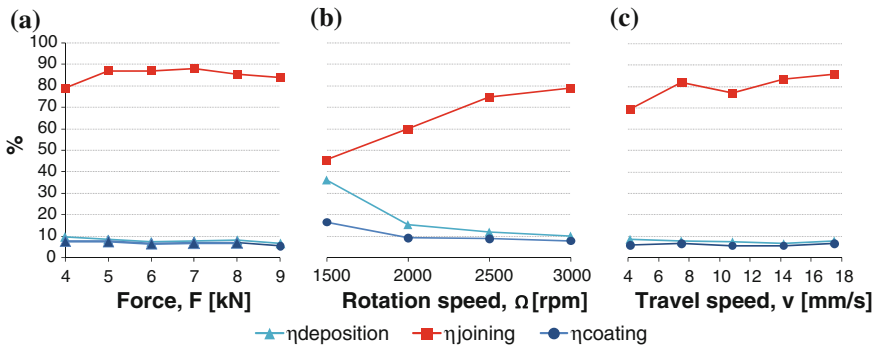 (a) (b) (c)
100
90
80
70
60
50
40
30
20
10
0
%
4 5 6 7 8 9
Force, F [kN]
1500 2000 2500 3000
Rotation speed, Ω [rpm]
4 6 8 10 12 14 16 18
Travel speed, v [mm/s]
ηdeposition ηjoining ηcoating